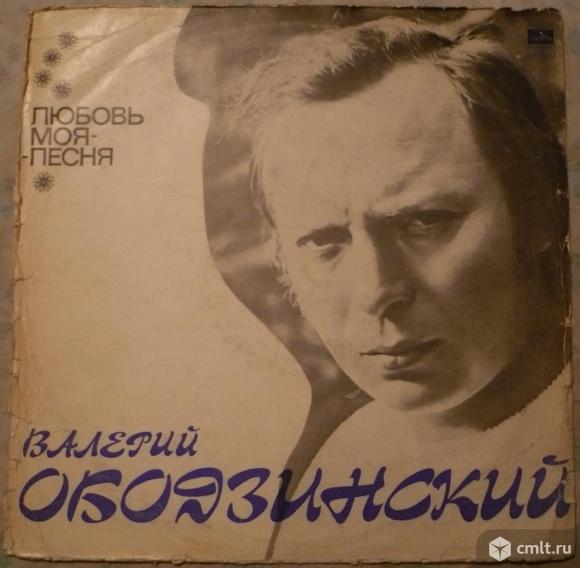 ЛЮБОВЬ
МОЯ-
-ПЕСНЯ
ВАЛЕРИЙ
ОБОДЗИНСКИЙ
cmlt.ru